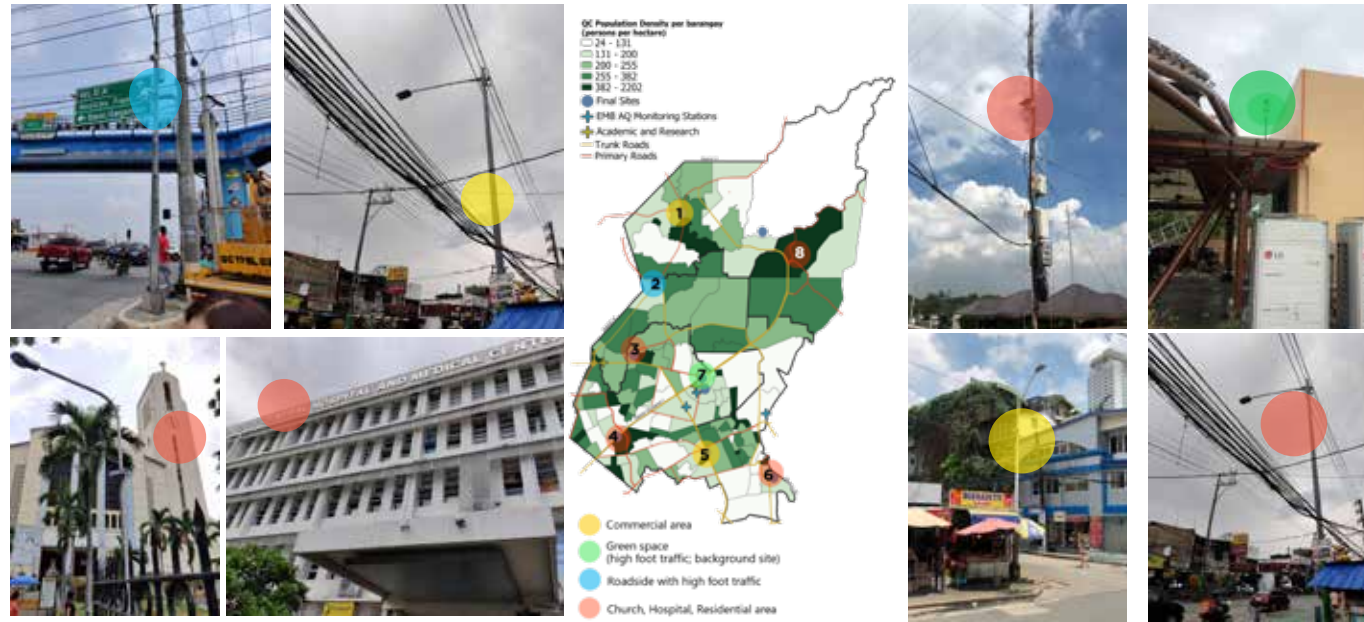 QC Population Density per barangay
(persons per hectare)
24 - 131
131 - 200
200 - 255
255 - 382
382 - 2202
Final Sites
EMB AQ Monitoring Stations
Academic and Research
Trunk Roads
Primary Roads
1
2
3
4
5
6
7
8
Commercial area
Green space
(high foot traffic; background site)
Roadside with high foot traffic
Church, Hospital, Residential area
HOSPITAL AND MEDICAL CENTER
LG